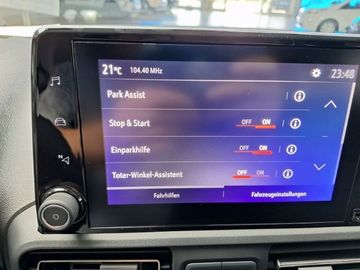 21°C 104.40 MHz 23:48
Park Assist
Stop & Start OFF ON
Einparkhilfe OFF ON
Toter-Winkel-Assistent OFF ON
Fahrhilfen Fahrzeugeinstellungen
N